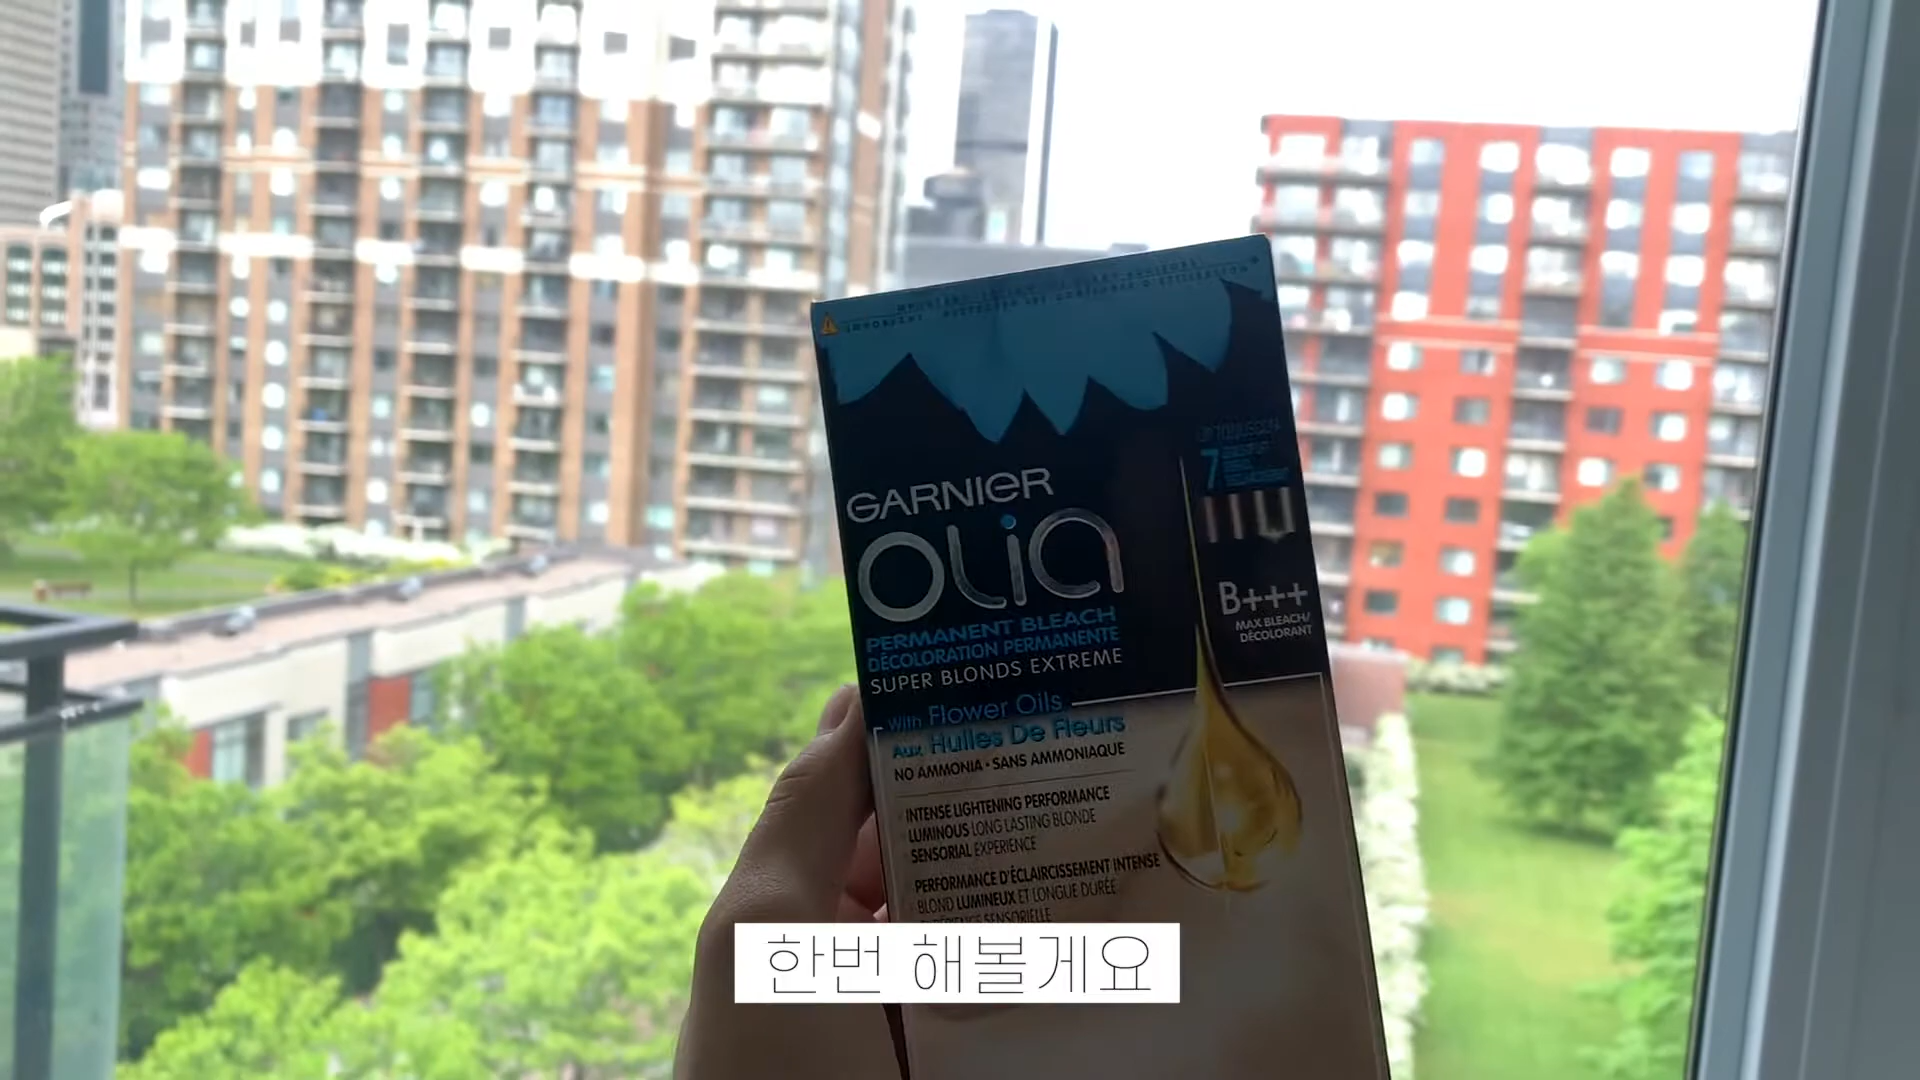 GARNIER
OLIA
PERMANENT BLEACH
DÉCOLORATION PERMANENTE
SUPER BLONDS EXTREME
With Flower Oils
Aux Huiles De Fleurs
NO AMMONIA • SANS AMMONIAQUE
INTENSE LIGHTENING PERFORMANCE
LUMINOUS LONG LASTING BLONDE
SENSORIAL EXPERIENCE
PERFORMANCE D'ÉCLAIRCISSEMENT INTENSE
BLOND LUMINEUX ET LONGUE DURÉE
SENSORIELLE
7
B+++
MAX BLEACH/
DÉCOLORANT
한번 해볼게요